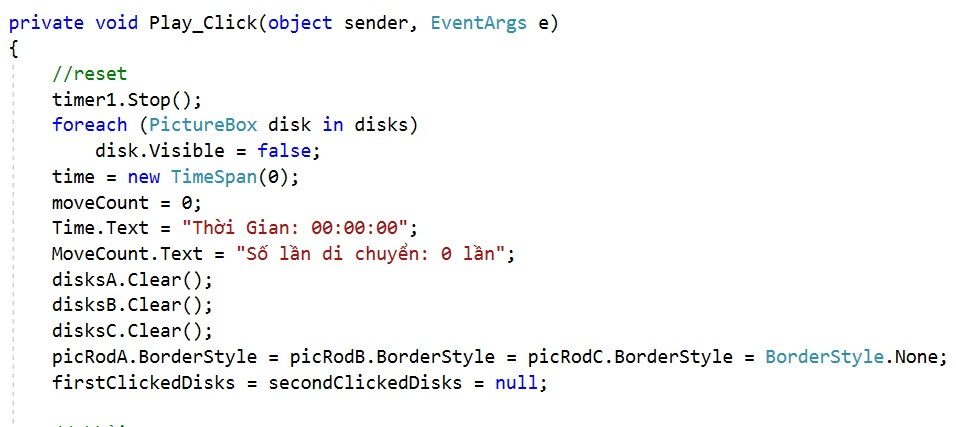 private void Play_Click(object sender, EventArgs e)
{
    //reset
    timer1.Stop();
    foreach (PictureBox disk in disks)
        disk.Visible = false;
    time = new TimeSpan(0);
    moveCount = 0;
    Time.Text = "Thời Gian: 00:00:00";
    MoveCount.Text = "Số lần di chuyển: 0 lần";
    disksA.Clear();
    disksB.Clear();
    disksC.Clear();
    picRodA.BorderStyle = picRodB.BorderStyle = picRodC.BorderStyle = BorderStyle.None;
    firstClickedDisks = secondClickedDisks = null;